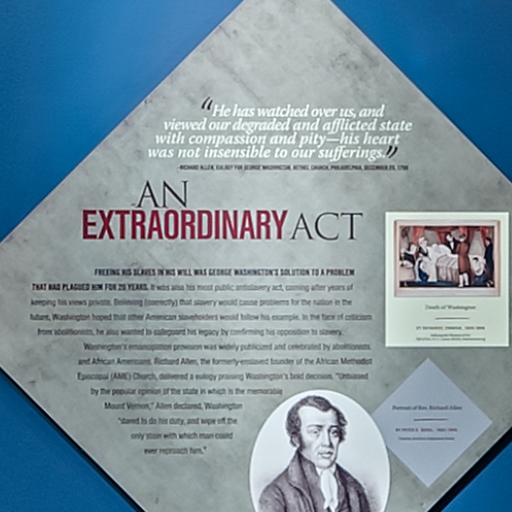 “He has watched over us, and
viewed our degraded and afflicted state
with compassion and pity—his heart
was not insensible to our sufferings.”
-RICHARD ALLEN, EULOGY FOR GEORGE WASHINGTON, BETHEL CHURCH, PHILADELPHIA, DECEMBER 29, 1799
AN
EXTRAORDINARY ACT
FREEING HIS SLAVES IN HIS WILL WAS GEORGE WASHINGTON'S SOLUTION TO A PROBLEM
THAT HAD PLAGUED HIM FOR 20 YEARS. It was also his most public antislavery act, coming after years of
keeping his views private. Believing (correctly) that slavery would cause problems for the nation in the
future, Washington hoped that other American slaveholders would follow his example. In the face of criticism
from abolitionists, he also wanted to safeguard his legacy by confirming his opposition to slavery.
Washington's emancipation provision was widely publicized and celebrated by abolitionists
and African Americans. Richard Allen, the formerly-enslaved founder of the African Methodist
Episcopal (AME) Church, delivered a eulogy praising Washington's bold decision. "Unbiased
by the popular opinion of the state in which is the memorable
Mount Vernon," Allen declared, Washington
"dared to do his duty, and wipe off the
only stain with which man could
ever reproach him."
Death of Washington
Portrait of Rev. Richard Allen